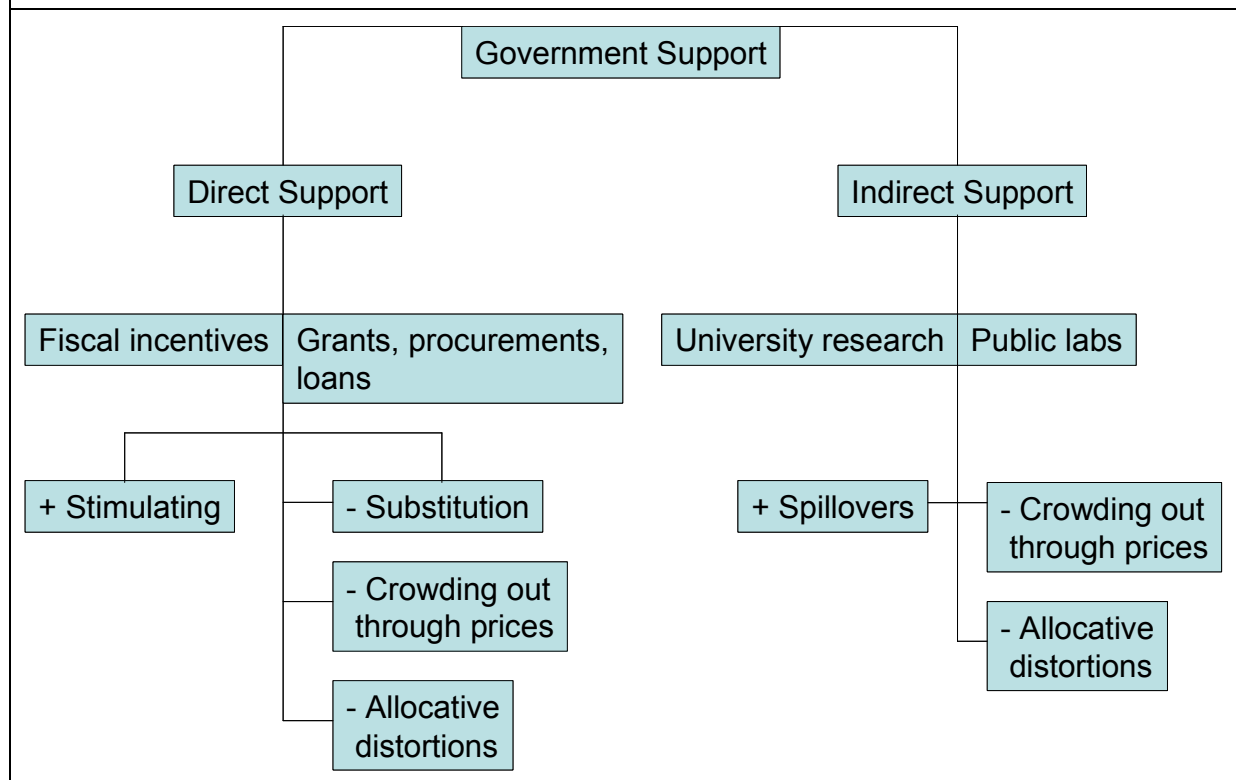 Government Support
Direct Support
Indirect Support
Fiscal incentives
Grants, procurements,
loans
University research
Public labs
+ Stimulating
- Substitution
- Crowding out
through prices
- Allocative
distortions
+ Spillovers
- Crowding out
through prices
- Allocative
distortions